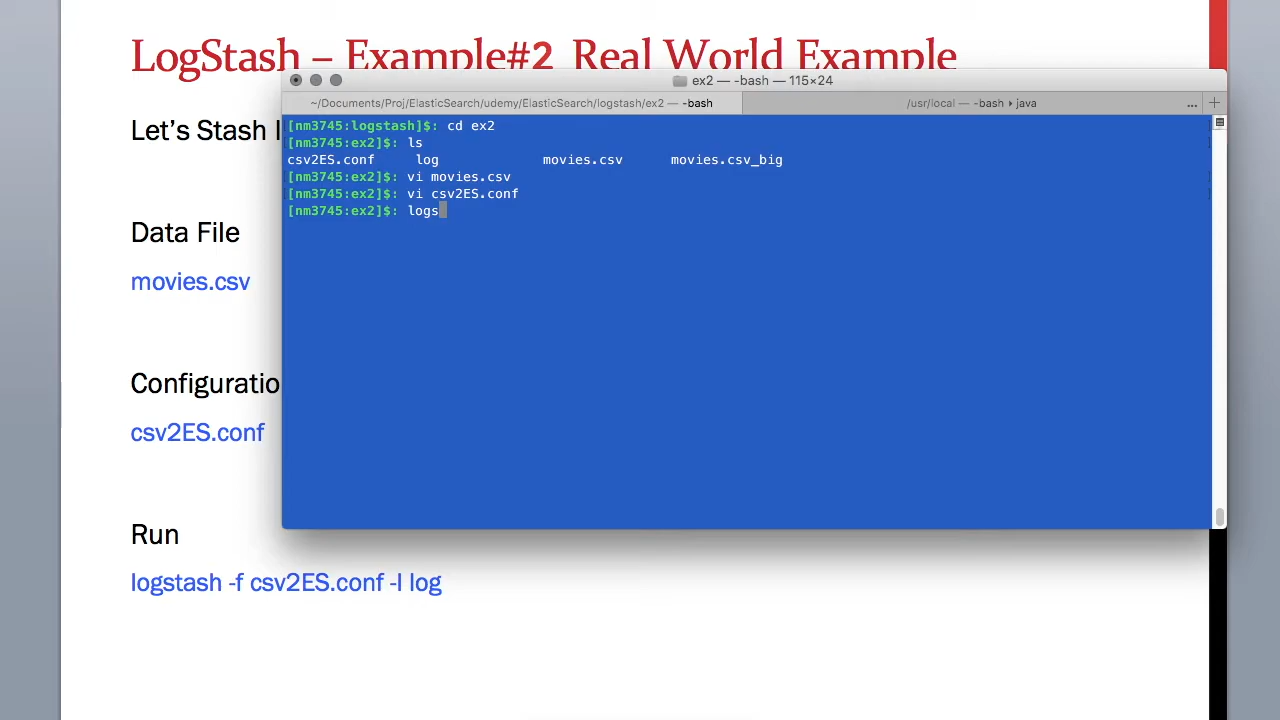 LogStash – Example#2 Real World Example
ex2 — -bash — 115×24
~/Documents/Proj/ElasticSearch/udemy/ElasticSearch/logstash/ex2 — -bash
/usr/local — -bash ▸ java
... +
Let's Stash
[nm3745:logstash]$: cd ex2
[nm3745:ex2]$: ls
csv2ES.conf log movies.csv movies.csv_big
[nm3745:ex2]$: vi movies.csv
[nm3745:ex2]$: vi csv2ES.conf
[nm3745:ex2]$: logs
Data File
movies.csv
Configuratio
csv2ES.conf
Run
logstash -f csv2ES.conf -l log